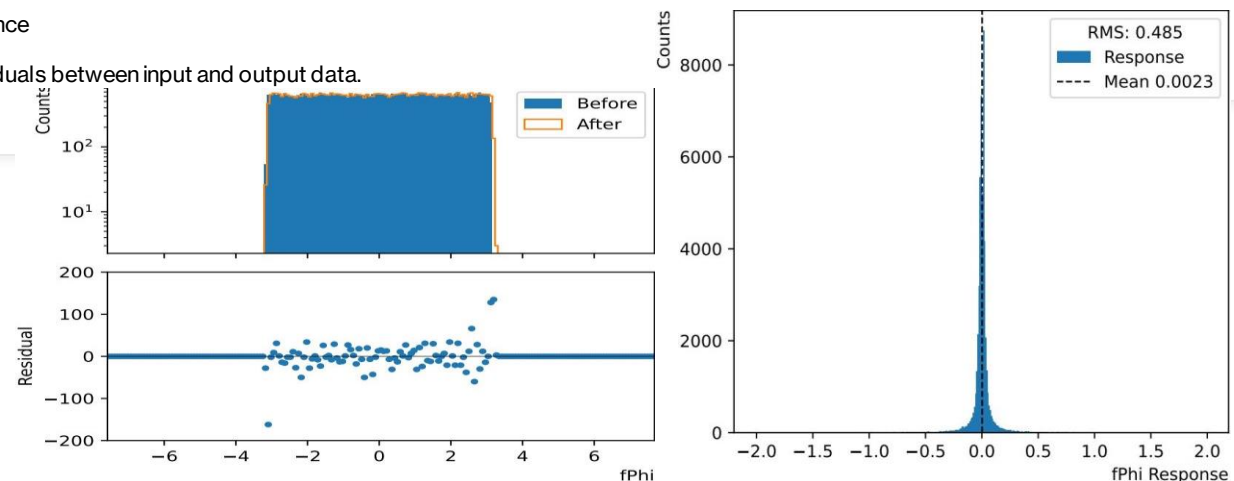 between input and output data.
Counts
Before
After
10²
10¹
200
100
0
−100
−200
Residual
−6 −4 −2 0 2 4 6
fPhi
Counts
RMS: 0.485
Response
Mean 0.0023
8000
6000
4000
2000
0
−2.0 −1.5 −1.0 −0.5 0.0 0.5 1.0 1.5 2.0
fPhi Response